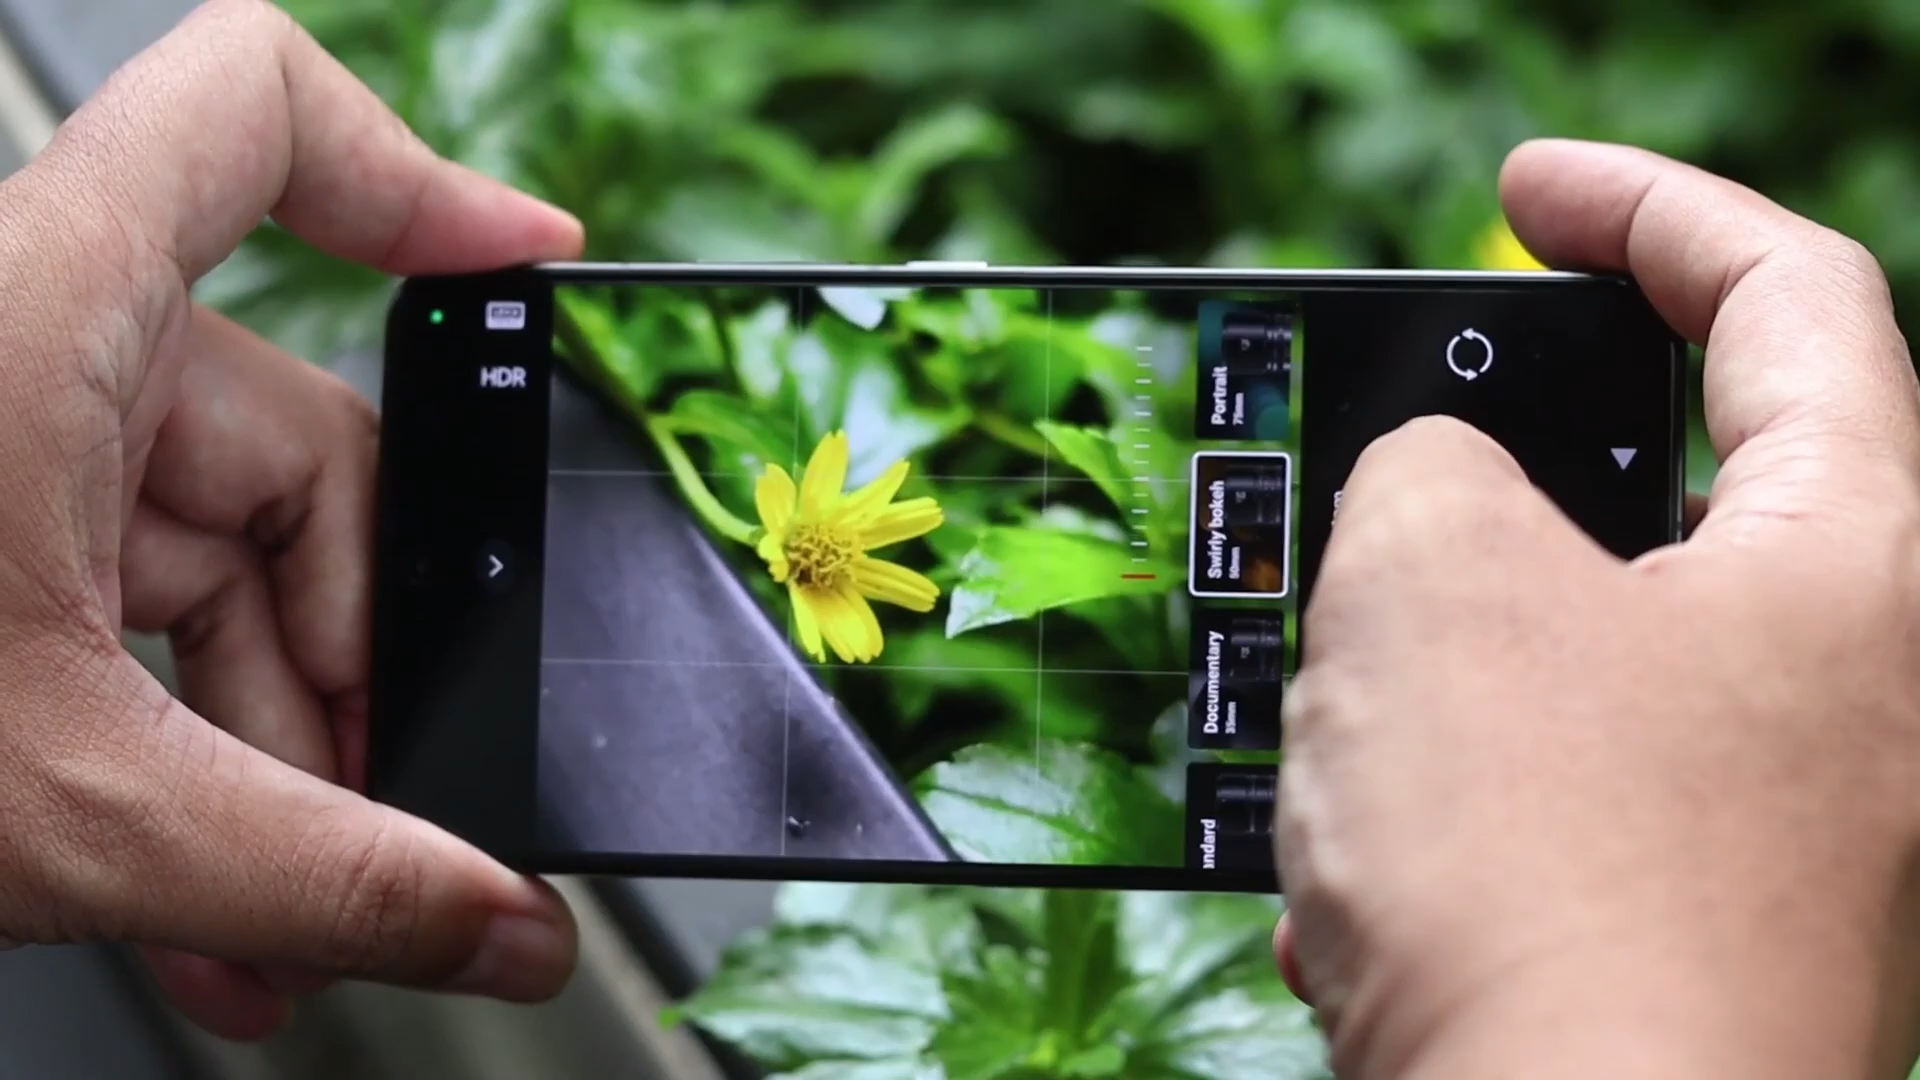 HDR
Portrait
75mm
Swirly bokeh
50mm
Documentary
35mm
ndard